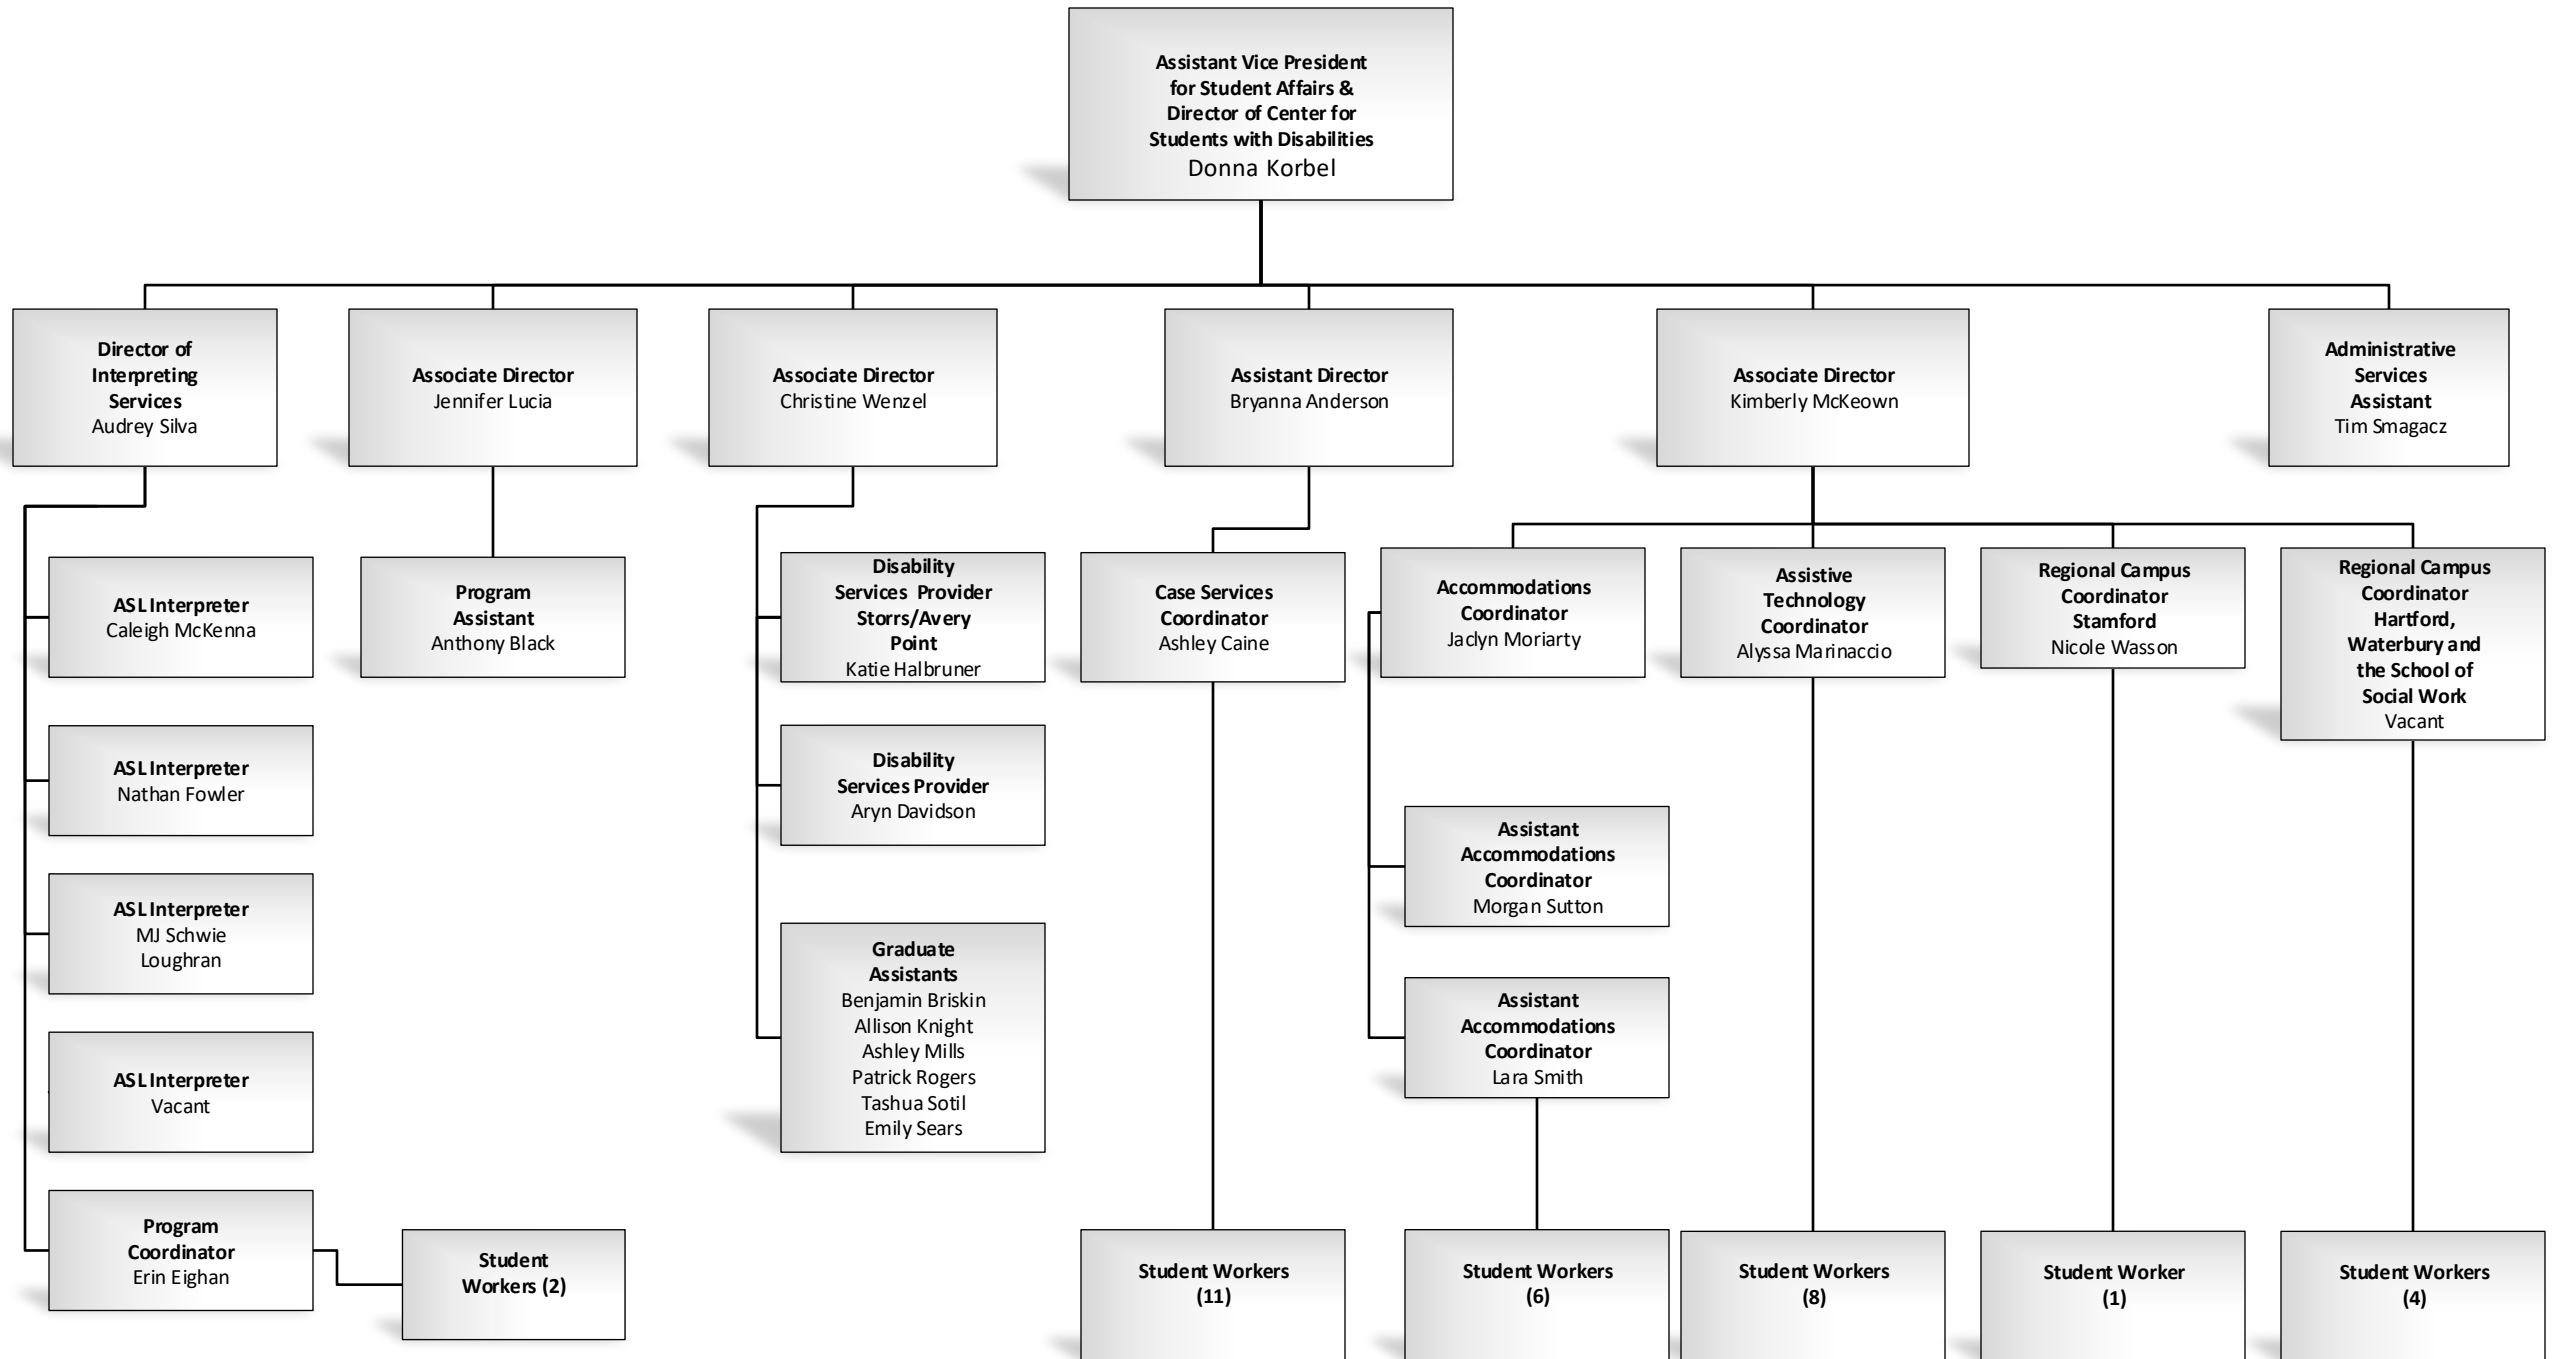 Assistant Vice President
for Student Affairs &
Director of Center for
Students with Disabilities
Donna Korbel
Director of
Interpreting
Services
Audrey Silva
Associate Director
Jennifer Lucia
Associate Director
Christine Wenzel
Assistant Director
Bryanna Anderson
Associate Director
Kimberly McKeown
Administrative
Services
Assistant
Tim Smagacz
ASL Interpreter
Caleigh McKenna
Program
Assistant
Anthony Black
Disability
Services Provider
Storrs/Avery
Point
Katie Halbruner
Case Services
Coordinator
Ashley Caine
Accommodations
Coordinator
Jaclyn Moriarty
Assistive
Technology
Coordinator
Alyssa Marinaccio
Regional Campus
Coordinator
Stamford
Nicole Wasson
Regional Campus
Coordinator
Hartford,
Waterbury and
the School of
Social Work
Vacant
ASL Interpreter
Nathan Fowler
Disability
Services Provider
Aryn Davidson
Assistant
Accommodations
Coordinator
Morgan Sutton
ASL Interpreter
MJ Schwie
Loughran
Graduate
Assistants
Benjamin Briskin
Allison Knight
Ashley Mills
Patrick Rogers
Tashua Sotil
Emily Sears
Assistant
Accommodations
Coordinator
Lara Smith
ASL Interpreter
Vacant
Program
Coordinator
Erin Eighan
Student
Workers (2)
Student Workers
(11)
Student Workers
(6)
Student Workers
(8)
Student Worker
(1)
Student Workers
(4)